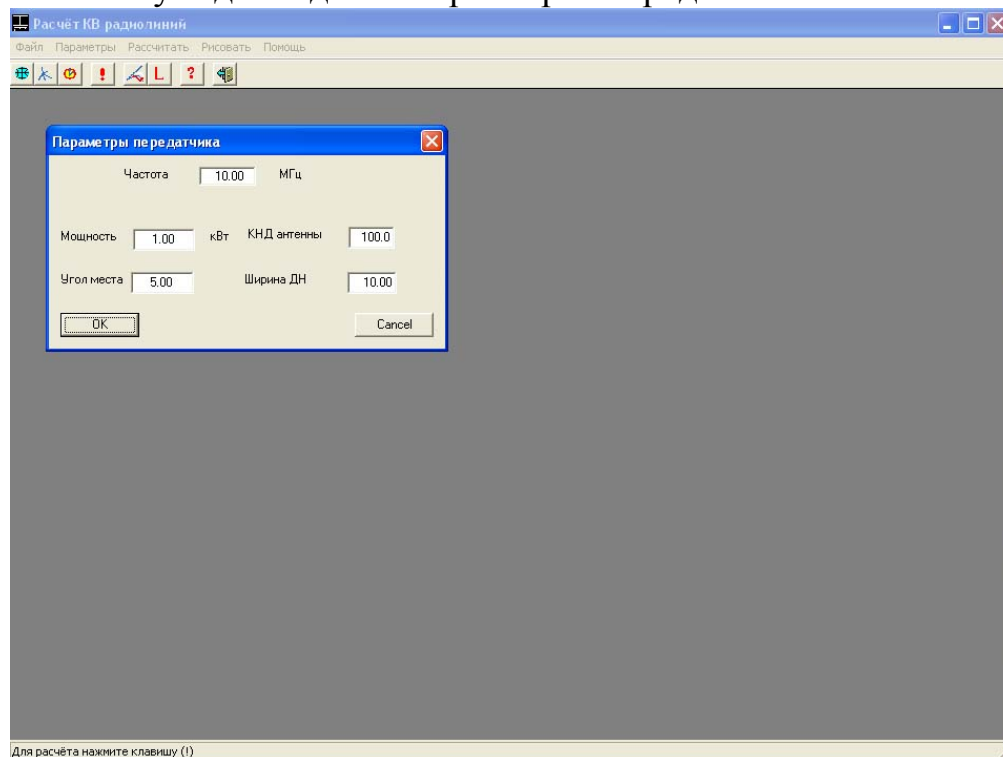 Расчёт КВ радиолиний
Файл Параметры Рассчитать Рисовать Помощь
! L ?
Параметры передатчика
Частота 10.00 МГц
Мощность 1.00 кВт КНД антенны 100.0
Угол места 5.00 Ширина ДН 10.00
OK Cancel
Для расчёта нажмите клавишу (!)